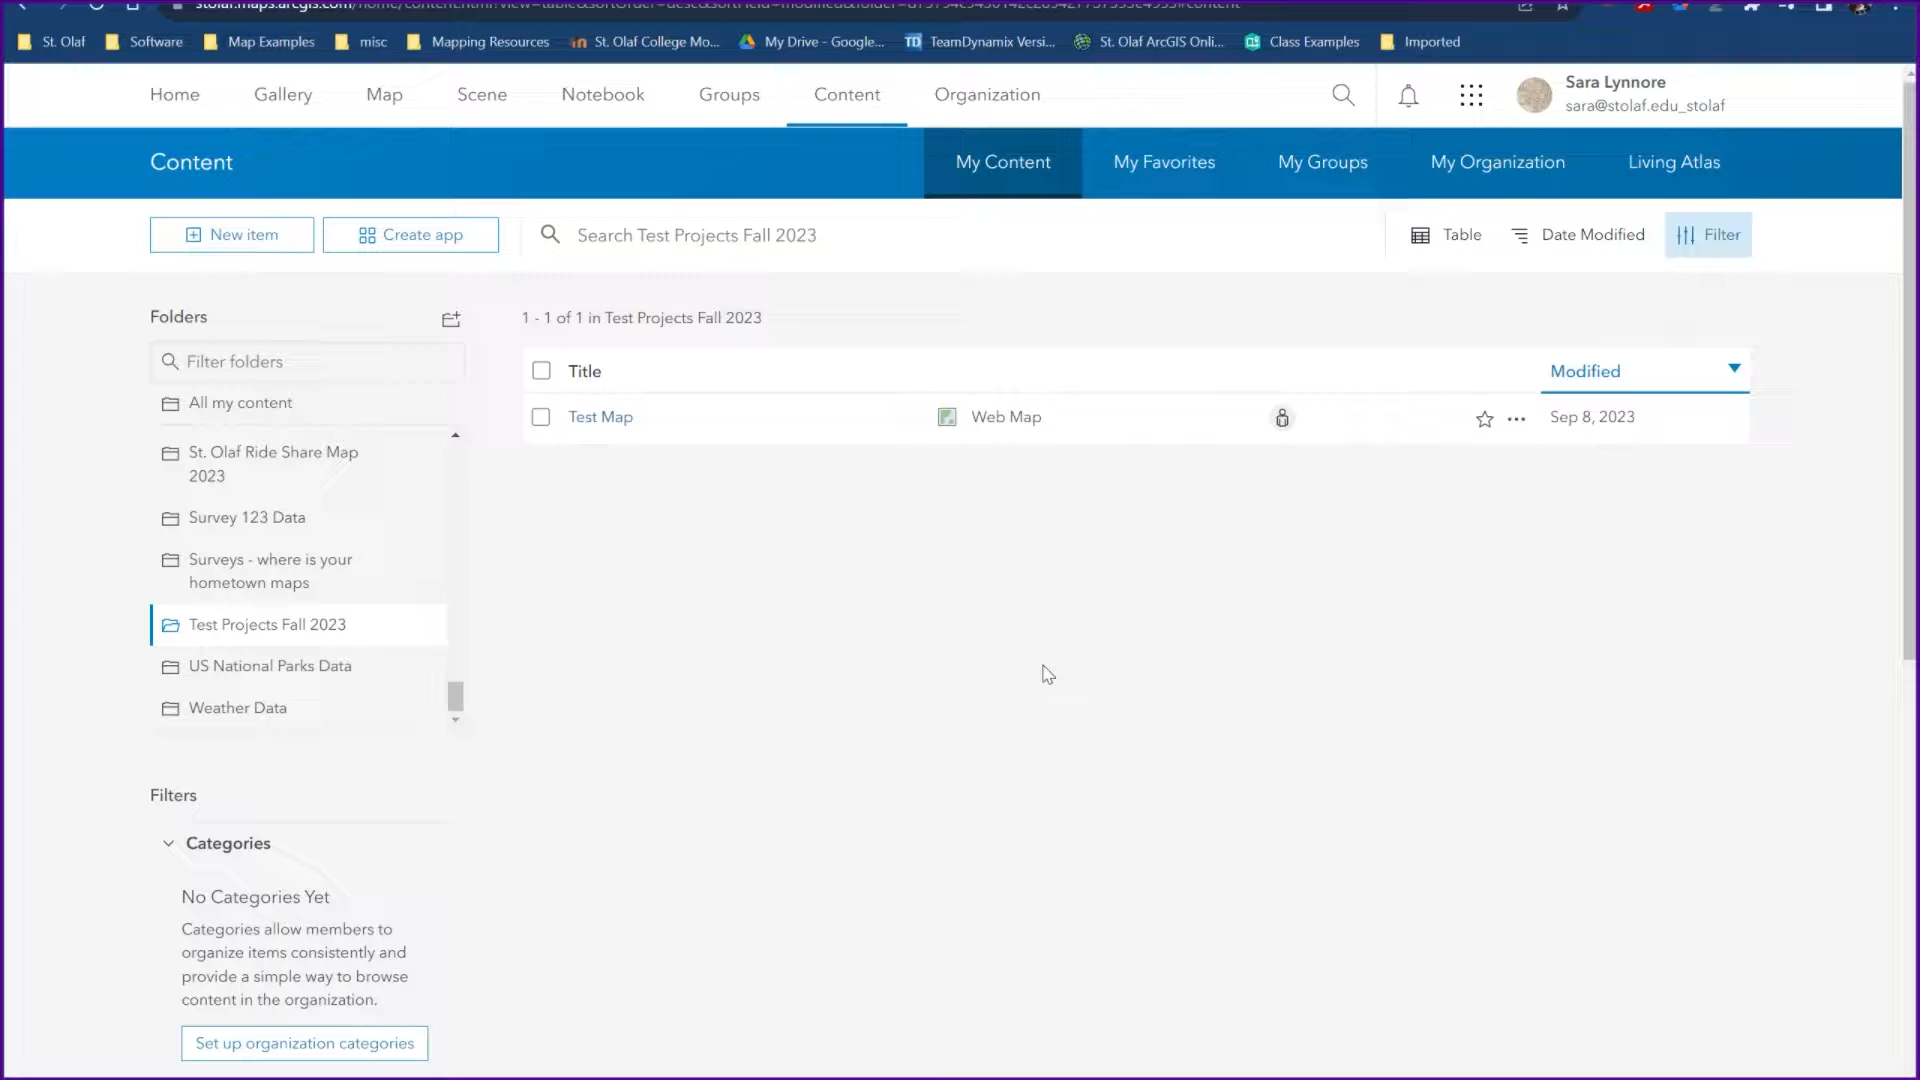 St. Olaf Software Map Examples misc Mapping Resources St. Olaf College Mo... My Drive - Google... TeamDynamix Versi... St. Olaf ArcGIS Onli... Class Examples Imported
Home Gallery Map Scene Notebook Groups Content Organization
Sara Lynnore
sara@stolaf.edu_stolaf
Content
My Content My Favorites My Groups My Organization Living Atlas
New item Create app Search Test Projects Fall 2023 Table Date Modified Filter
Folders
Filter folders
All my content
St. Olaf Ride Share Map
2023
Survey 123 Data
Surveys - where is your
hometown maps
Test Projects Fall 2023
US National Parks Data
Weather Data
1 - 1 of 1 in Test Projects Fall 2023
Title Modified
Test Map Web Map Sep 8, 2023
Filters
Categories
No Categories Yet
Categories allow members to
organize items consistently and
provide a simple way to browse
content in the organization.
Set up organization categories